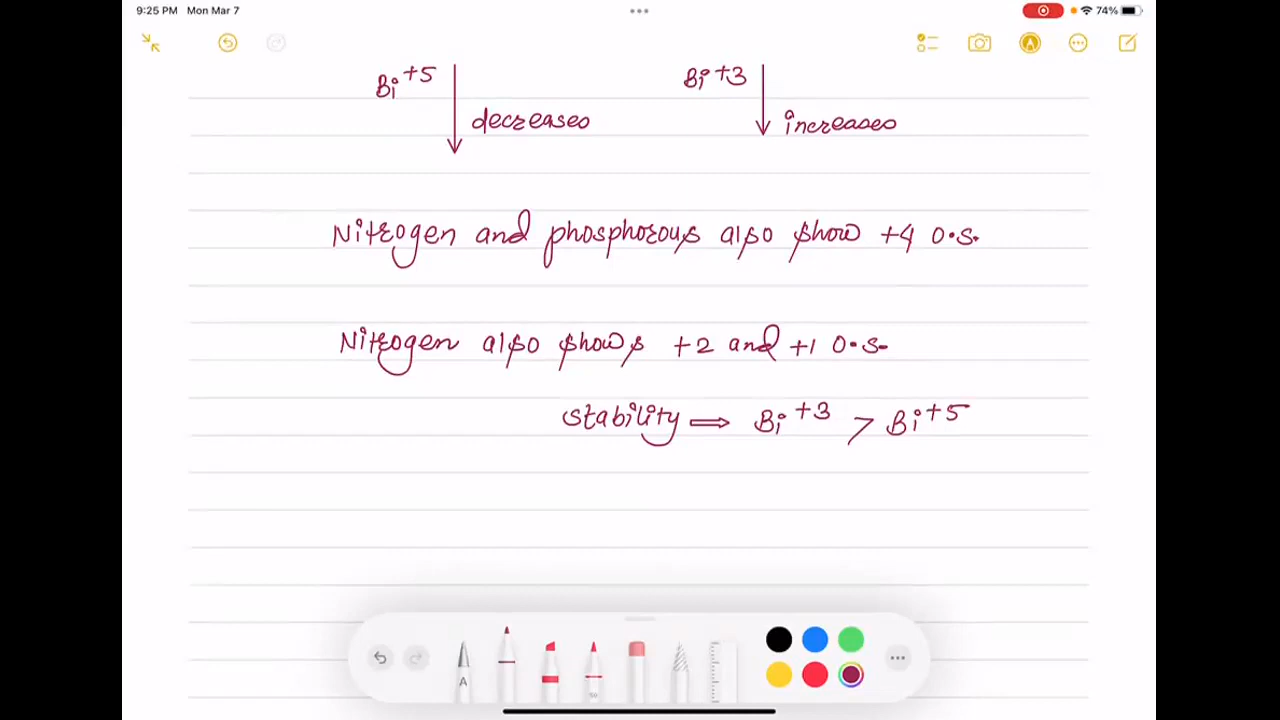 9:25 PM Mon Mar 7 74%
Bi+5 Bi+3
decreases increases
Nitrogen and phosphorous also show +4 O.S.
Nitrogen also shows +2 and +1 O.S.
Stability ⟹ Bi+3 > Bi+5
A
50